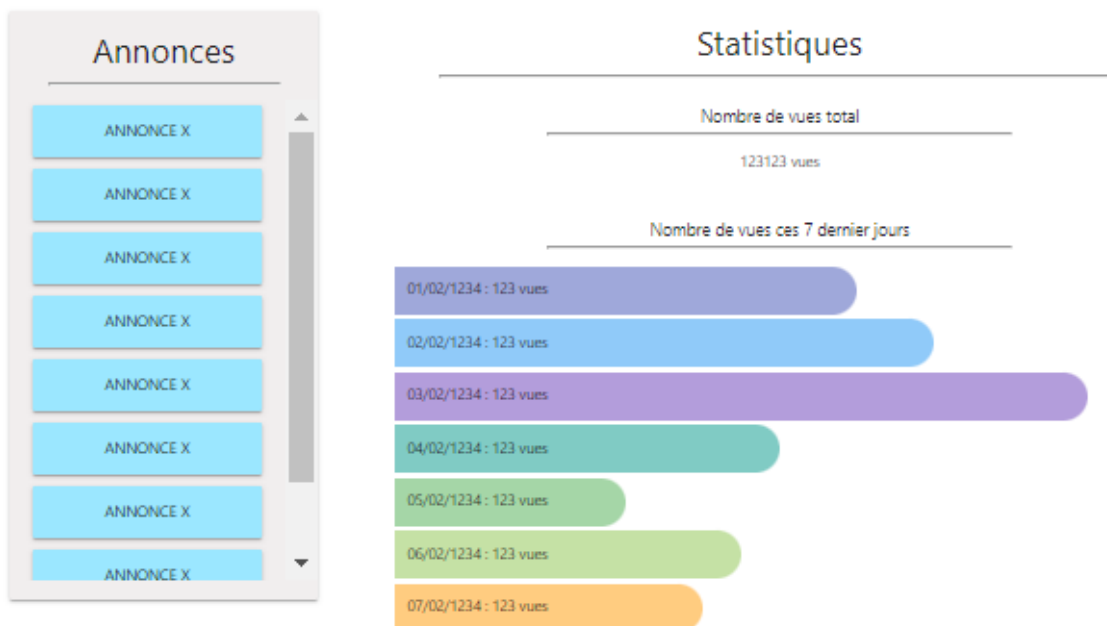 Annonces
ANNONCE X
ANNONCE X
ANNONCE X
ANNONCE X
ANNONCE X
ANNONCE X
ANNONCE X
ANNONCE X
Statistiques
Nombre de vues total
123123 vues
Nombre de vues ces 7 dernier jours
01/02/1234 : 123 vues
02/02/1234 : 123 vues
03/02/1234 : 123 vues
04/02/1234 : 123 vues
05/02/1234 : 123 vues
06/02/1234 : 123 vues
07/02/1234 : 123 vues